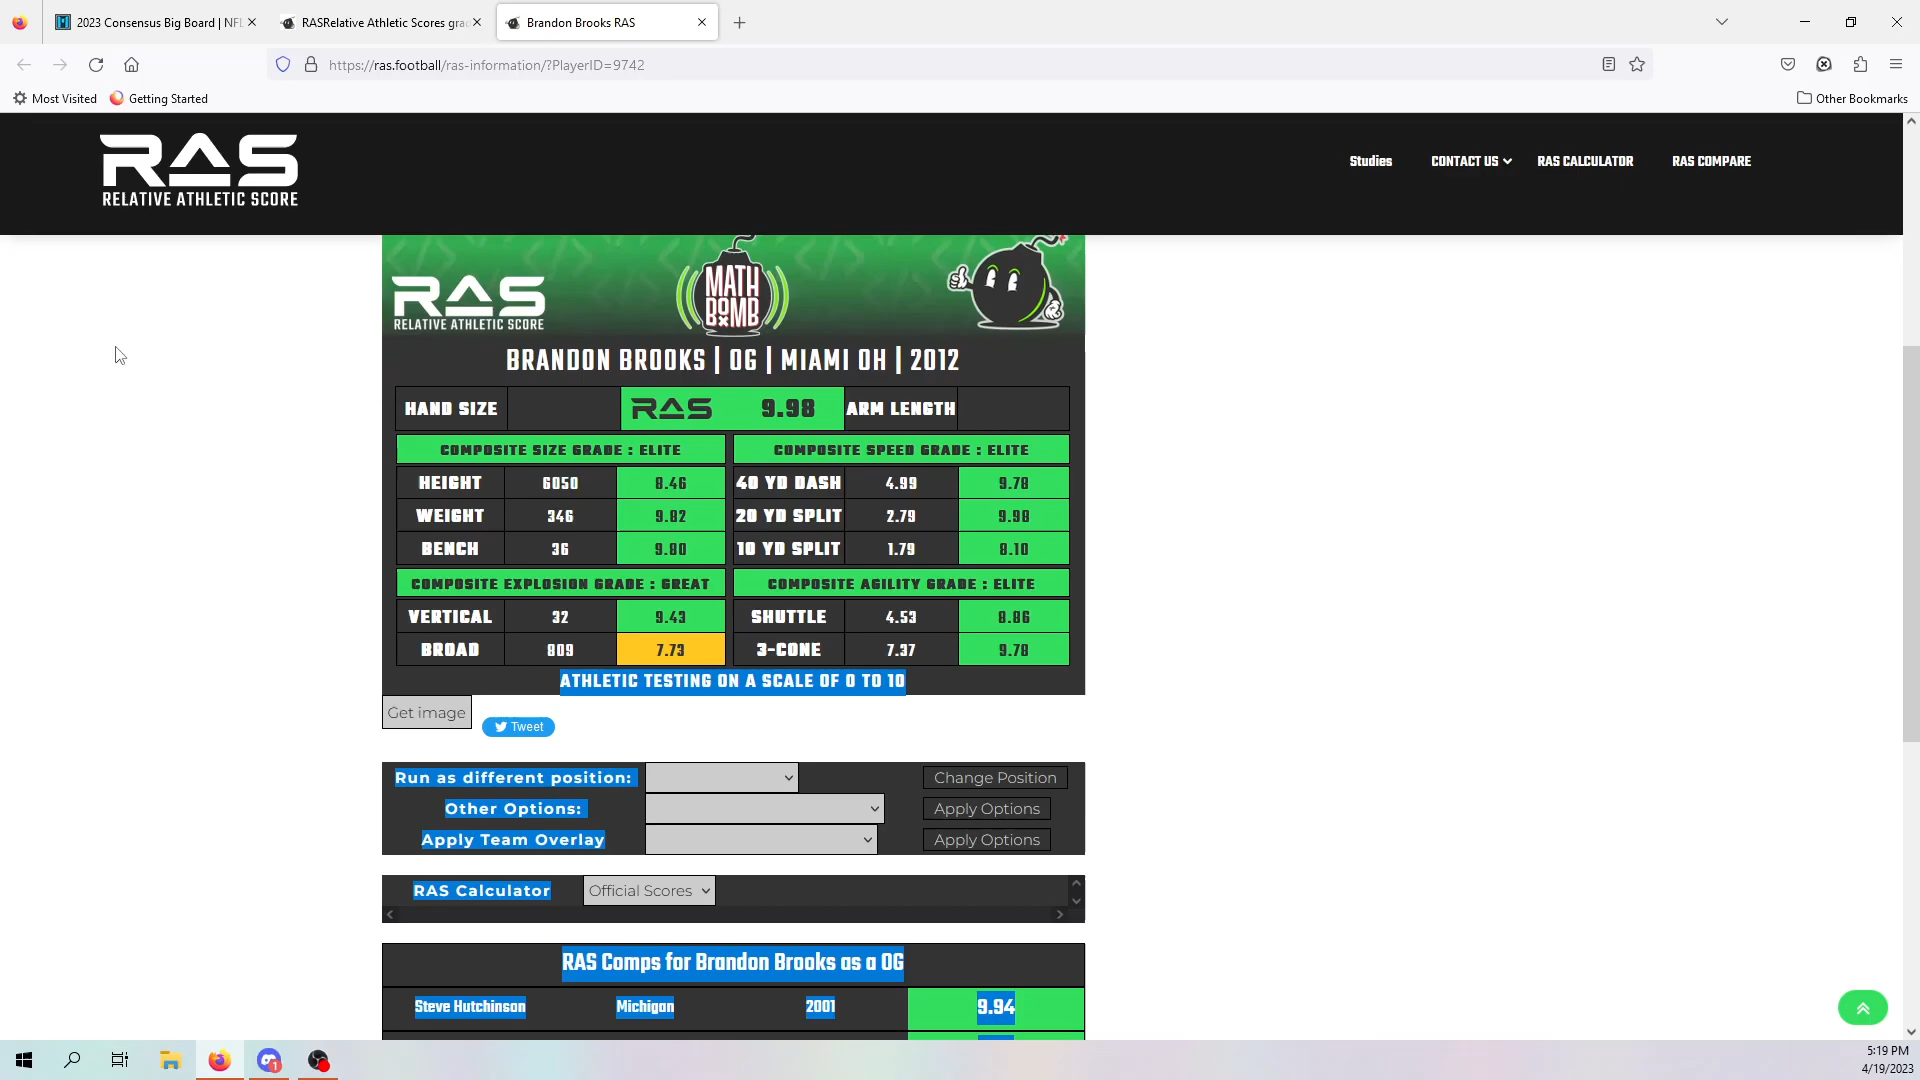 2023 Consensus Big Board | NFL
RASRelative Athletic Scores grad
Brandon Brooks RAS
https://ras.football/ras-information/?PlayerID=9742
Most Visited
Getting Started
Other Bookmarks
RAS
RELATIVE ATHLETIC SCORE
Studies
CONTACT US
RAS CALCULATOR
RAS COMPARE
RAS
RELATIVE ATHLETIC SCORE
MATH
BOMB
BRANDON BROOKS | OG | MIAMI OH | 2012
HAND SIZE RAS 9.98 ARM LENGTH
COMPOSITE SIZE GRADE : ELITE COMPOSITE SPEED GRADE : ELITE
HEIGHT 6050 8.46 40 YD DASH 4.99 9.78
WEIGHT 346 9.82 20 YD SPLIT 2.79 9.98
BENCH 36 9.80 10 YD SPLIT 1.79 8.10
COMPOSITE EXPLOSION GRADE : GREAT COMPOSITE AGILITY GRADE : ELITE
VERTICAL 32 9.43 SHUTTLE 4.53 8.86
BROAD 809 7.73 3-CONE 7.37 9.78
ATHLETIC TESTING ON A SCALE OF 0 TO 10
Get image
Tweet
Run as different position: Change Position
Other Options: Apply Options
Apply Team Overlay Apply Options
RAS Calculator Official Scores
RAS Comps for Brandon Brooks as a OG
Steve Hutchinson Michigan 2001 9.94
1
5:19 PM
4/19/2023